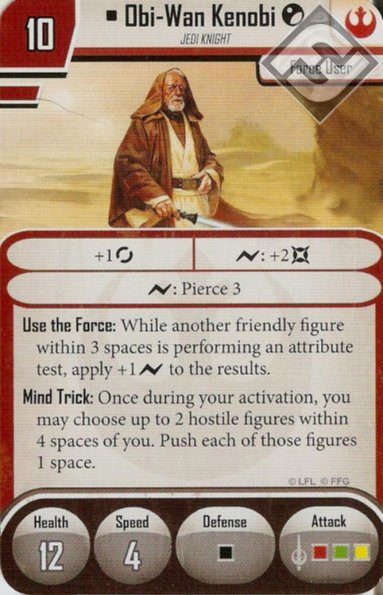 10
Obi-Wan Kenobi
JEDI KNIGHT
Force User
+1
: +2
: Pierce 3
Use the Force: While another friendly figure
within 3 spaces is performing an attribute
test, apply +1 to the results.
Mind Trick: Once during your activation, you
may choose up to 2 hostile figures within
4 spaces of you. Push each of those figures
1 space.
© LFL © FFG
Health Speed Defense Attack
12 4